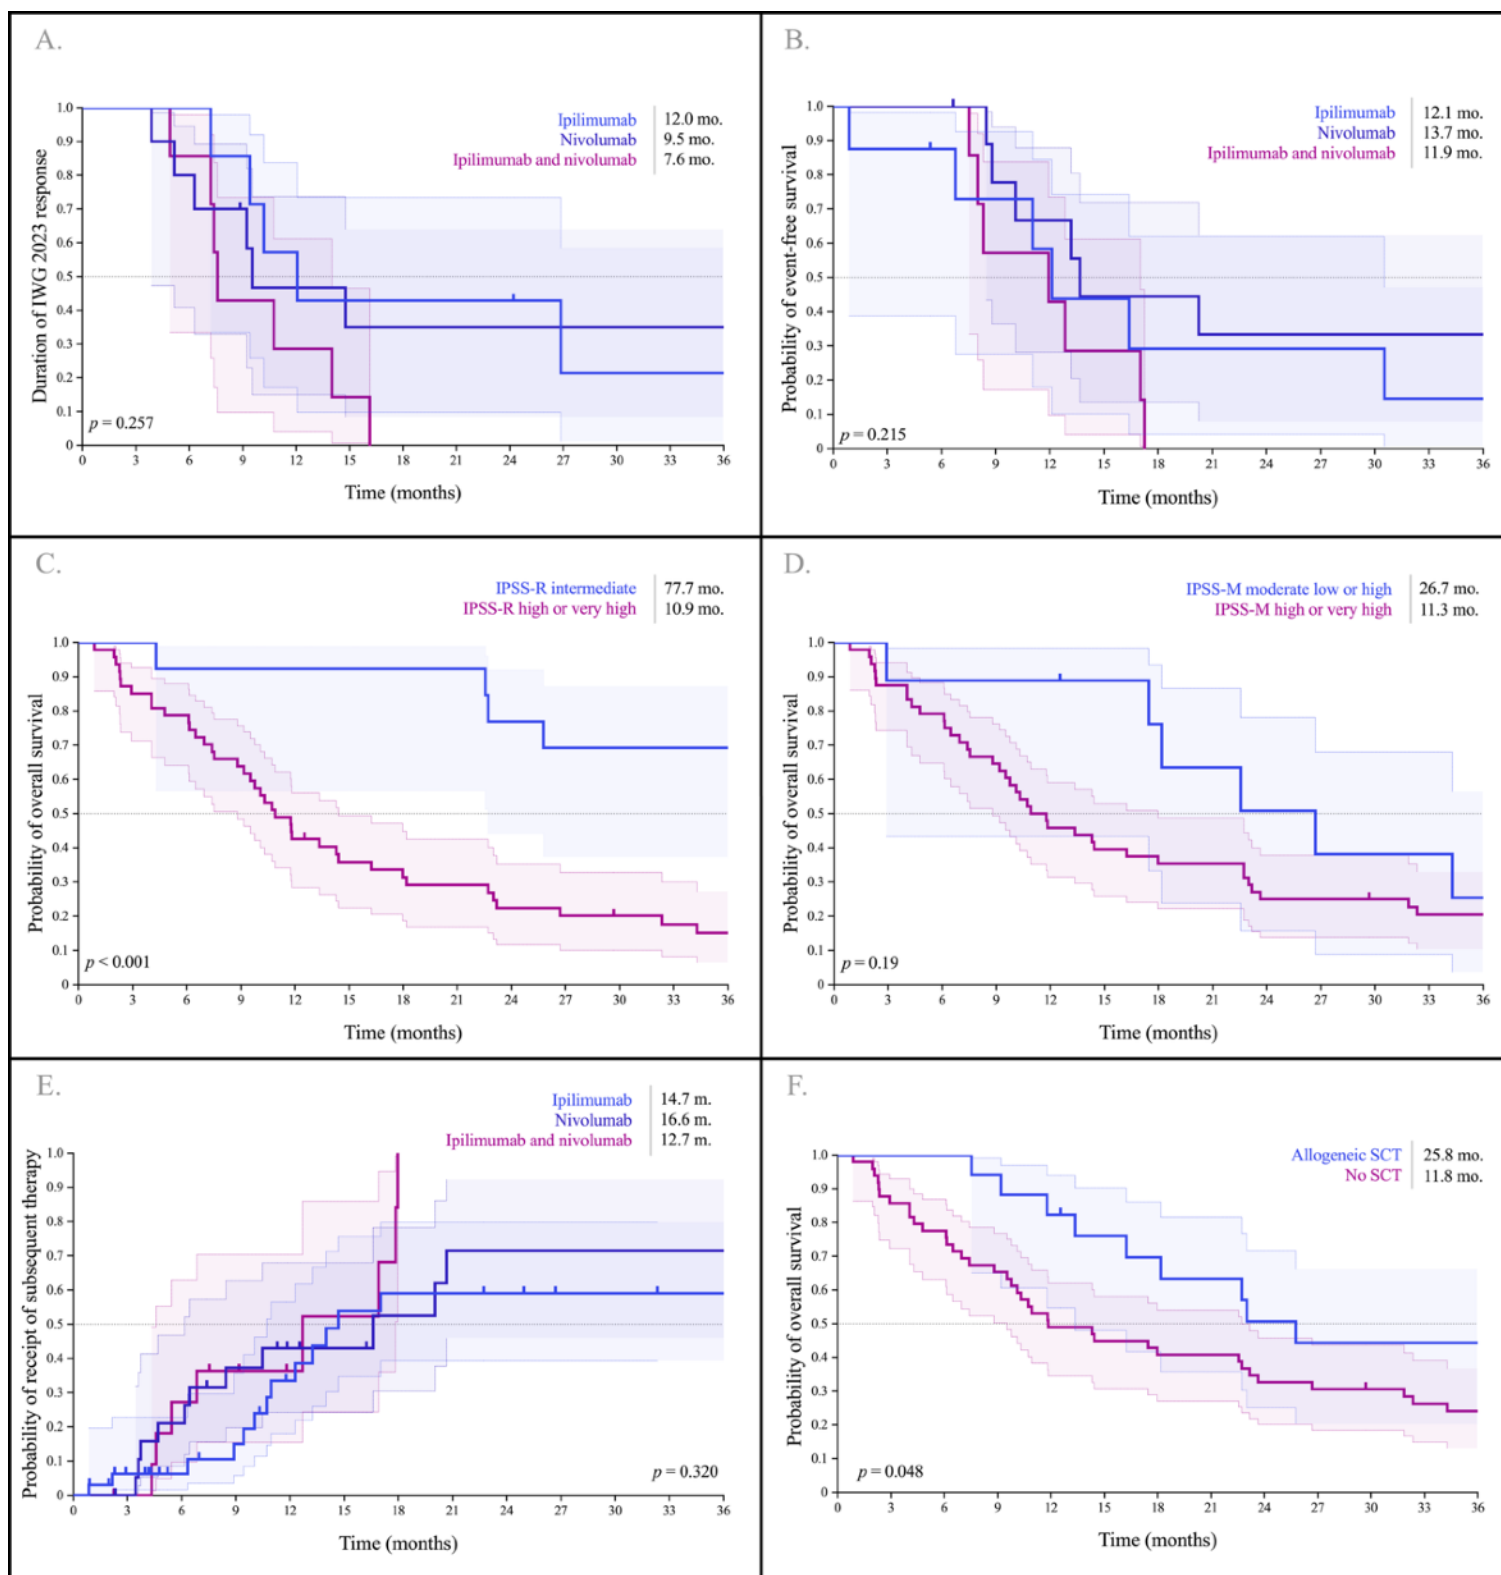 A.
Ipilimumab 12.0 mo.
Nivolumab 9.5 mo.
Ipilimumab and nivolumab 7.6 mo.
Duration of IWG 2023 response
1.0
0.9
0.8
0.7
0.6
0.5
0.4
0.3
0.2
0.1
0
p = 0.257
0 3 6 9 12 15 18 21 24 27 30 33 36
Time (months)
B.
Ipilimumab 12.1 mo.
Nivolumab 13.7 mo.
Ipilimumab and nivolumab 11.9 mo.
Probability of event-free survival
1.0
0.9
0.8
0.7
0.6
0.5
0.4
0.3
0.2
0.1
0
p = 0.215
0 3 6 9 12 15 18 21 24 27 30 33 36
Time (months)
C.
IPSS-R intermediate 77.7 mo.
IPSS-R high or very high 10.9 mo.
Probability of overall survival
1.0
0.9
0.8
0.7
0.6
0.5
0.4
0.3
0.2
0.1
0
p < 0.001
0 3 6 9 12 15 18 21 24 27 30 33 36
Time (months)
D.
IPSS-M moderate low or high 26.7 mo.
IPSS-M high or very high 11.3 mo.
Probability of overall survival
1.0
0.9
0.8
0.7
0.6
0.5
0.4
0.3
0.2
0.1
0
p = 0.19
0 3 6 9 12 15 18 21 24 27 30 33 36
Time (months)
E.
Ipilimumab 14.7 m.
Nivolumab 16.6 m.
Ipilimumab and nivolumab 12.7 m.
Probability of receipt of subsequent therapy
1.0
0.9
0.8
0.7
0.6
0.5
0.4
0.3
0.2
0.1
0
p = 0.320
0 3 6 9 12 15 18 21 24 27 30 33 36
Time (months)
F.
Allogeneic SCT 25.8 mo.
No SCT 11.8 mo.
Probability of overall survival
1.0
0.9
0.8
0.7
0.6
0.5
0.4
0.3
0.2
0.1
0
p = 0.048
0 3 6 9 12 15 18 21 24 27 30 33 36
Time (months)